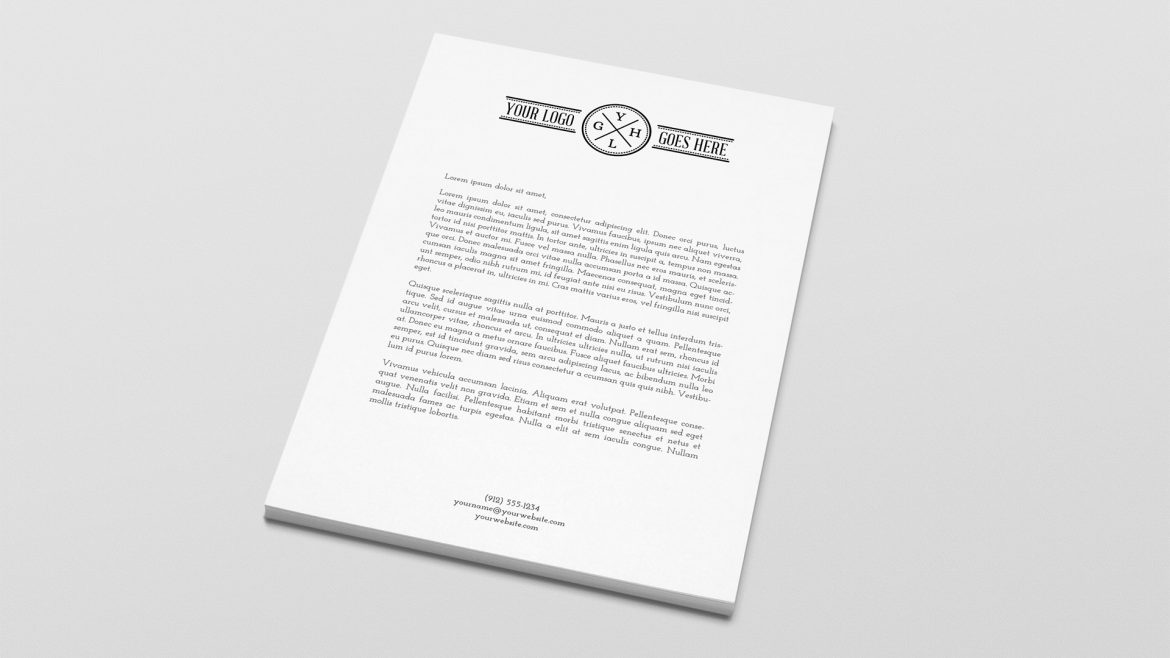 YOUR LOGO
Y
G H
L
GOES HERE
Lorem ipsum dolor sit amet,
Lorem ipsum dolor sit amet, consectetur adipiscing elit. Donec orci purus, luctus
vitae dignissim eu, iaculis sed purus. Vivamus faucibus, ipsum nec aliquet viverra,
leo mauris condimentum ligula, sit amet sagittis enim ligula quis arcu. Nam egestas
tortor id nisi porttitor mattis. In tortor ante, ultricies in suscipit a, tempus non massa.
Vivamus et auctor mi. Fusce vel massa nulla. Phasellus nec eros mauris, et sceleris-
que orci. Donec malesuada orci vitae nulla accumsan porta a id massa. Quisque ac-
cumsan iaculis magna sit amet fringilla. Maecenas consequat, magna eget tincid-
unt semper, odio nibh rutrum mi, id feugiat ante nisi eu risus. Vestibulum nunc orci,
rhoncus a placerat in, ultricies in mi. Cras mattis varius eros, vel fringilla nisi suscipit
eget.
Quisque scelerisque sagittis nulla at porttitor. Mauris a justo et tellus interdum tris-
tique. Sed id augue vitae urna euismod commodo aliquet a quam. Pellentesque
arcu velit, cursus et malesuada ut, consequat et diam. Nullam erat sem, rhoncus id
ullamcorper vitae, rhoncus et arcu. In ultricies ultricies nulla, ut rutrum nisi iaculis
at. Donec eu magna a metus ornare faucibus. Fusce aliquet faucibus ultricies. Morbi
semper, est id tincidunt gravida, sem arcu adipiscing lacus, ac bibendum nulla leo
eu purus. Quisque nec diam sed risus consectetur a ccumsan quis quis nibh. Vestibu-
lum id purus lorem.
Vivamus vehicula accumsan lacinia. Aliquam erat volutpat. Pellentesque conse-
quat venenatis velit non gravida. Etiam et sem et nulla congue aliquam sed eget
augue. Nulla facilisi. Pellentesque habitant morbi tristique senectus et netus et
malesuada fames ac turpis egestas. Nulla a elit at sem iaculis congue. Nullam
mollis tristique lobortis.
(912) 555-1234
yourname@yourwebsite.com
yourwebsite.com